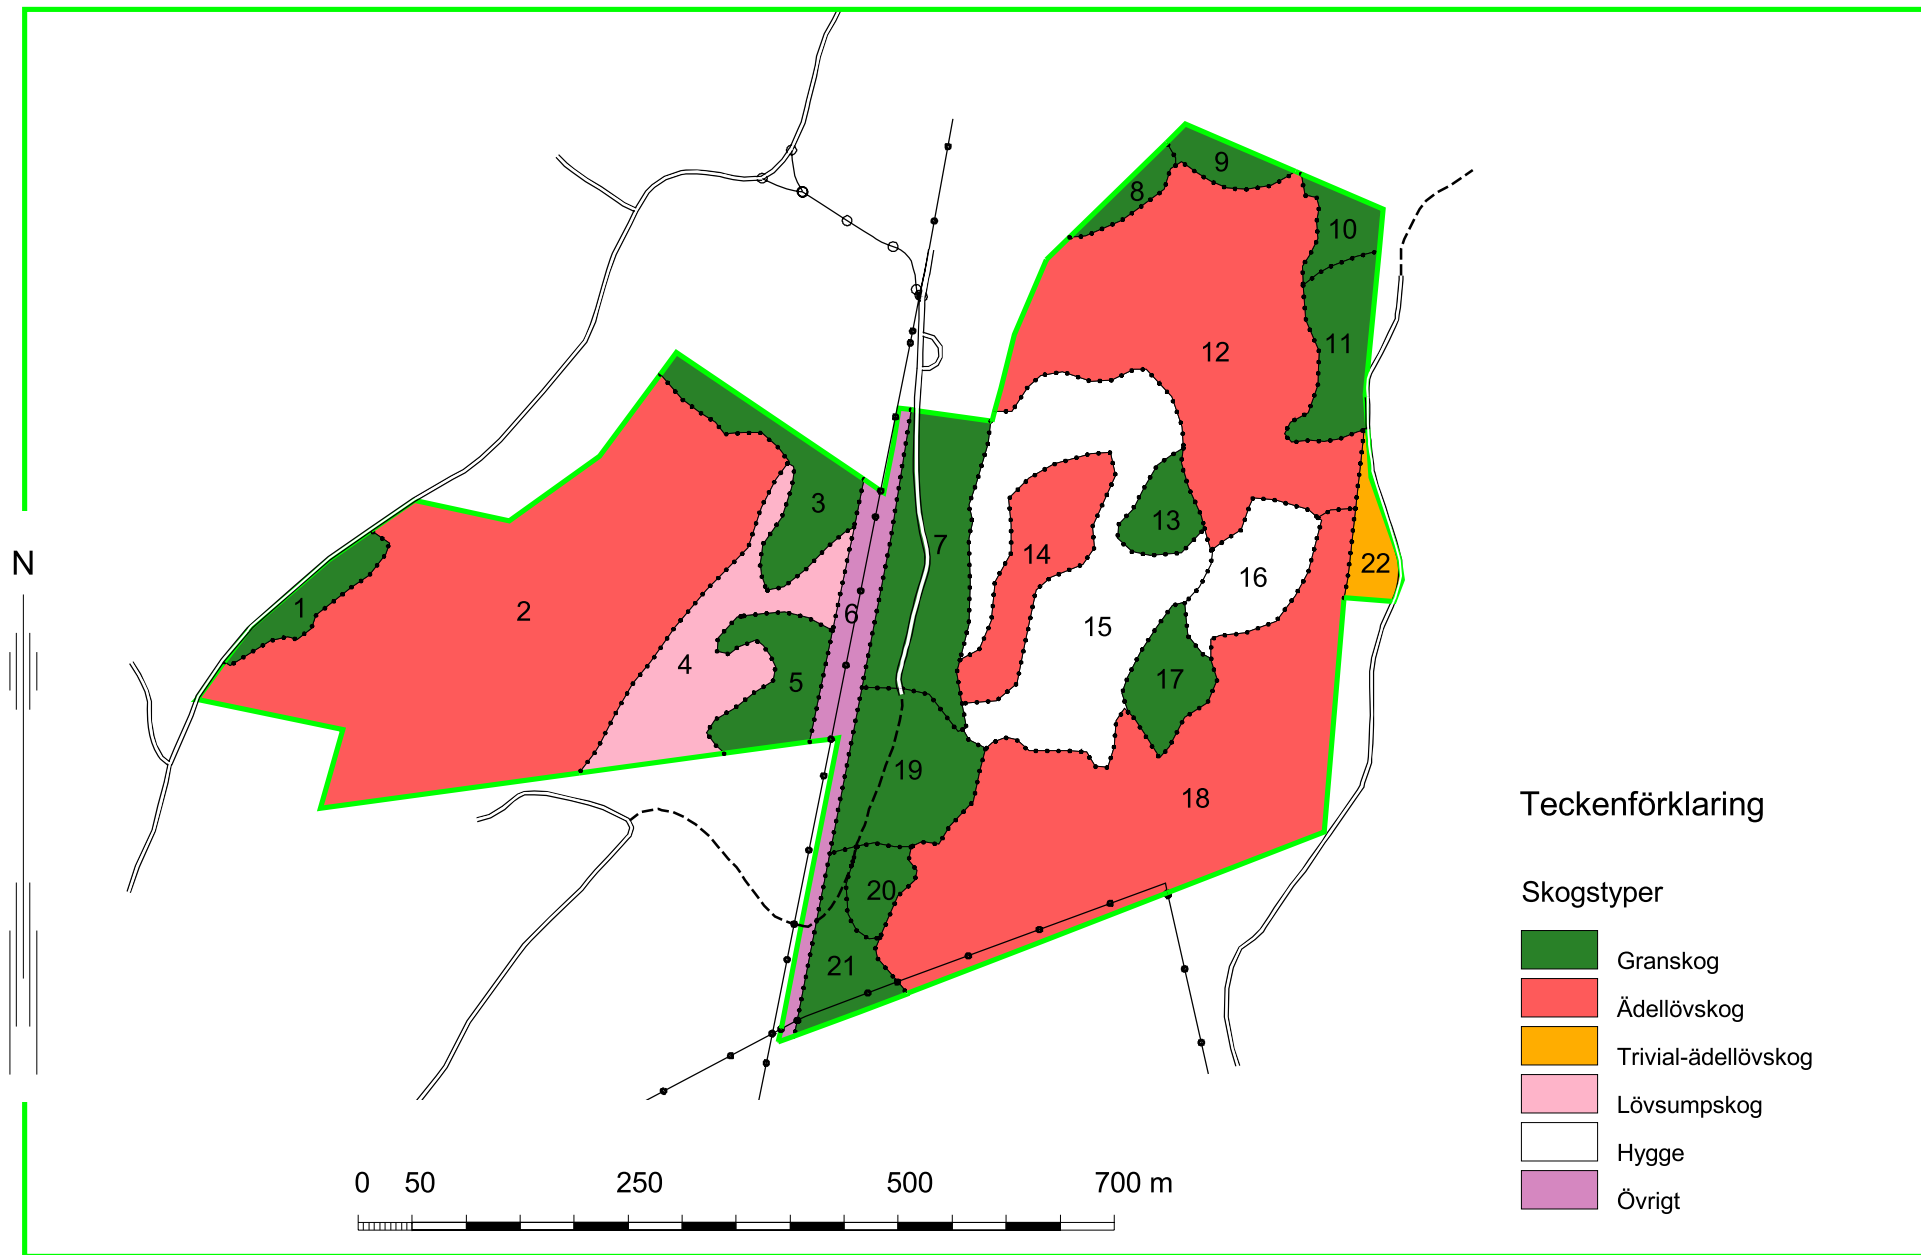 9
8
10
11
12
3
13
7
14
N
22
16
1
2
6
15
4
5
17
19
18
Teckenförklaring
20
Skogstyper
21
Granskog
Ädellövskog
Trivial-ädellövskog
Lövsumpskog
Hygge
Övrigt
0 50 250 500 700 m